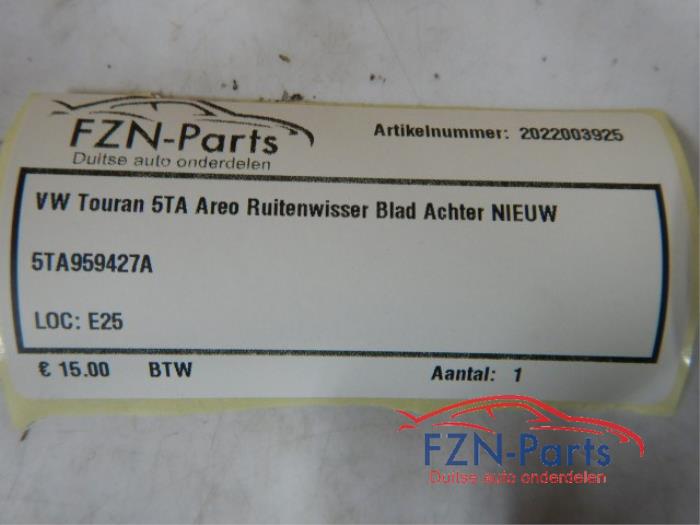 FZN-Parts
Duitse auto onderdelen
Artikelnummer: 2022003925
VW Touran 5TA Areo Ruitenwisser Blad Achter NIEUW
5TA959427A
LOC: E25
€ 15.00 BTW Aantal: 1
FZN-Parts
Duitse auto onderdelen